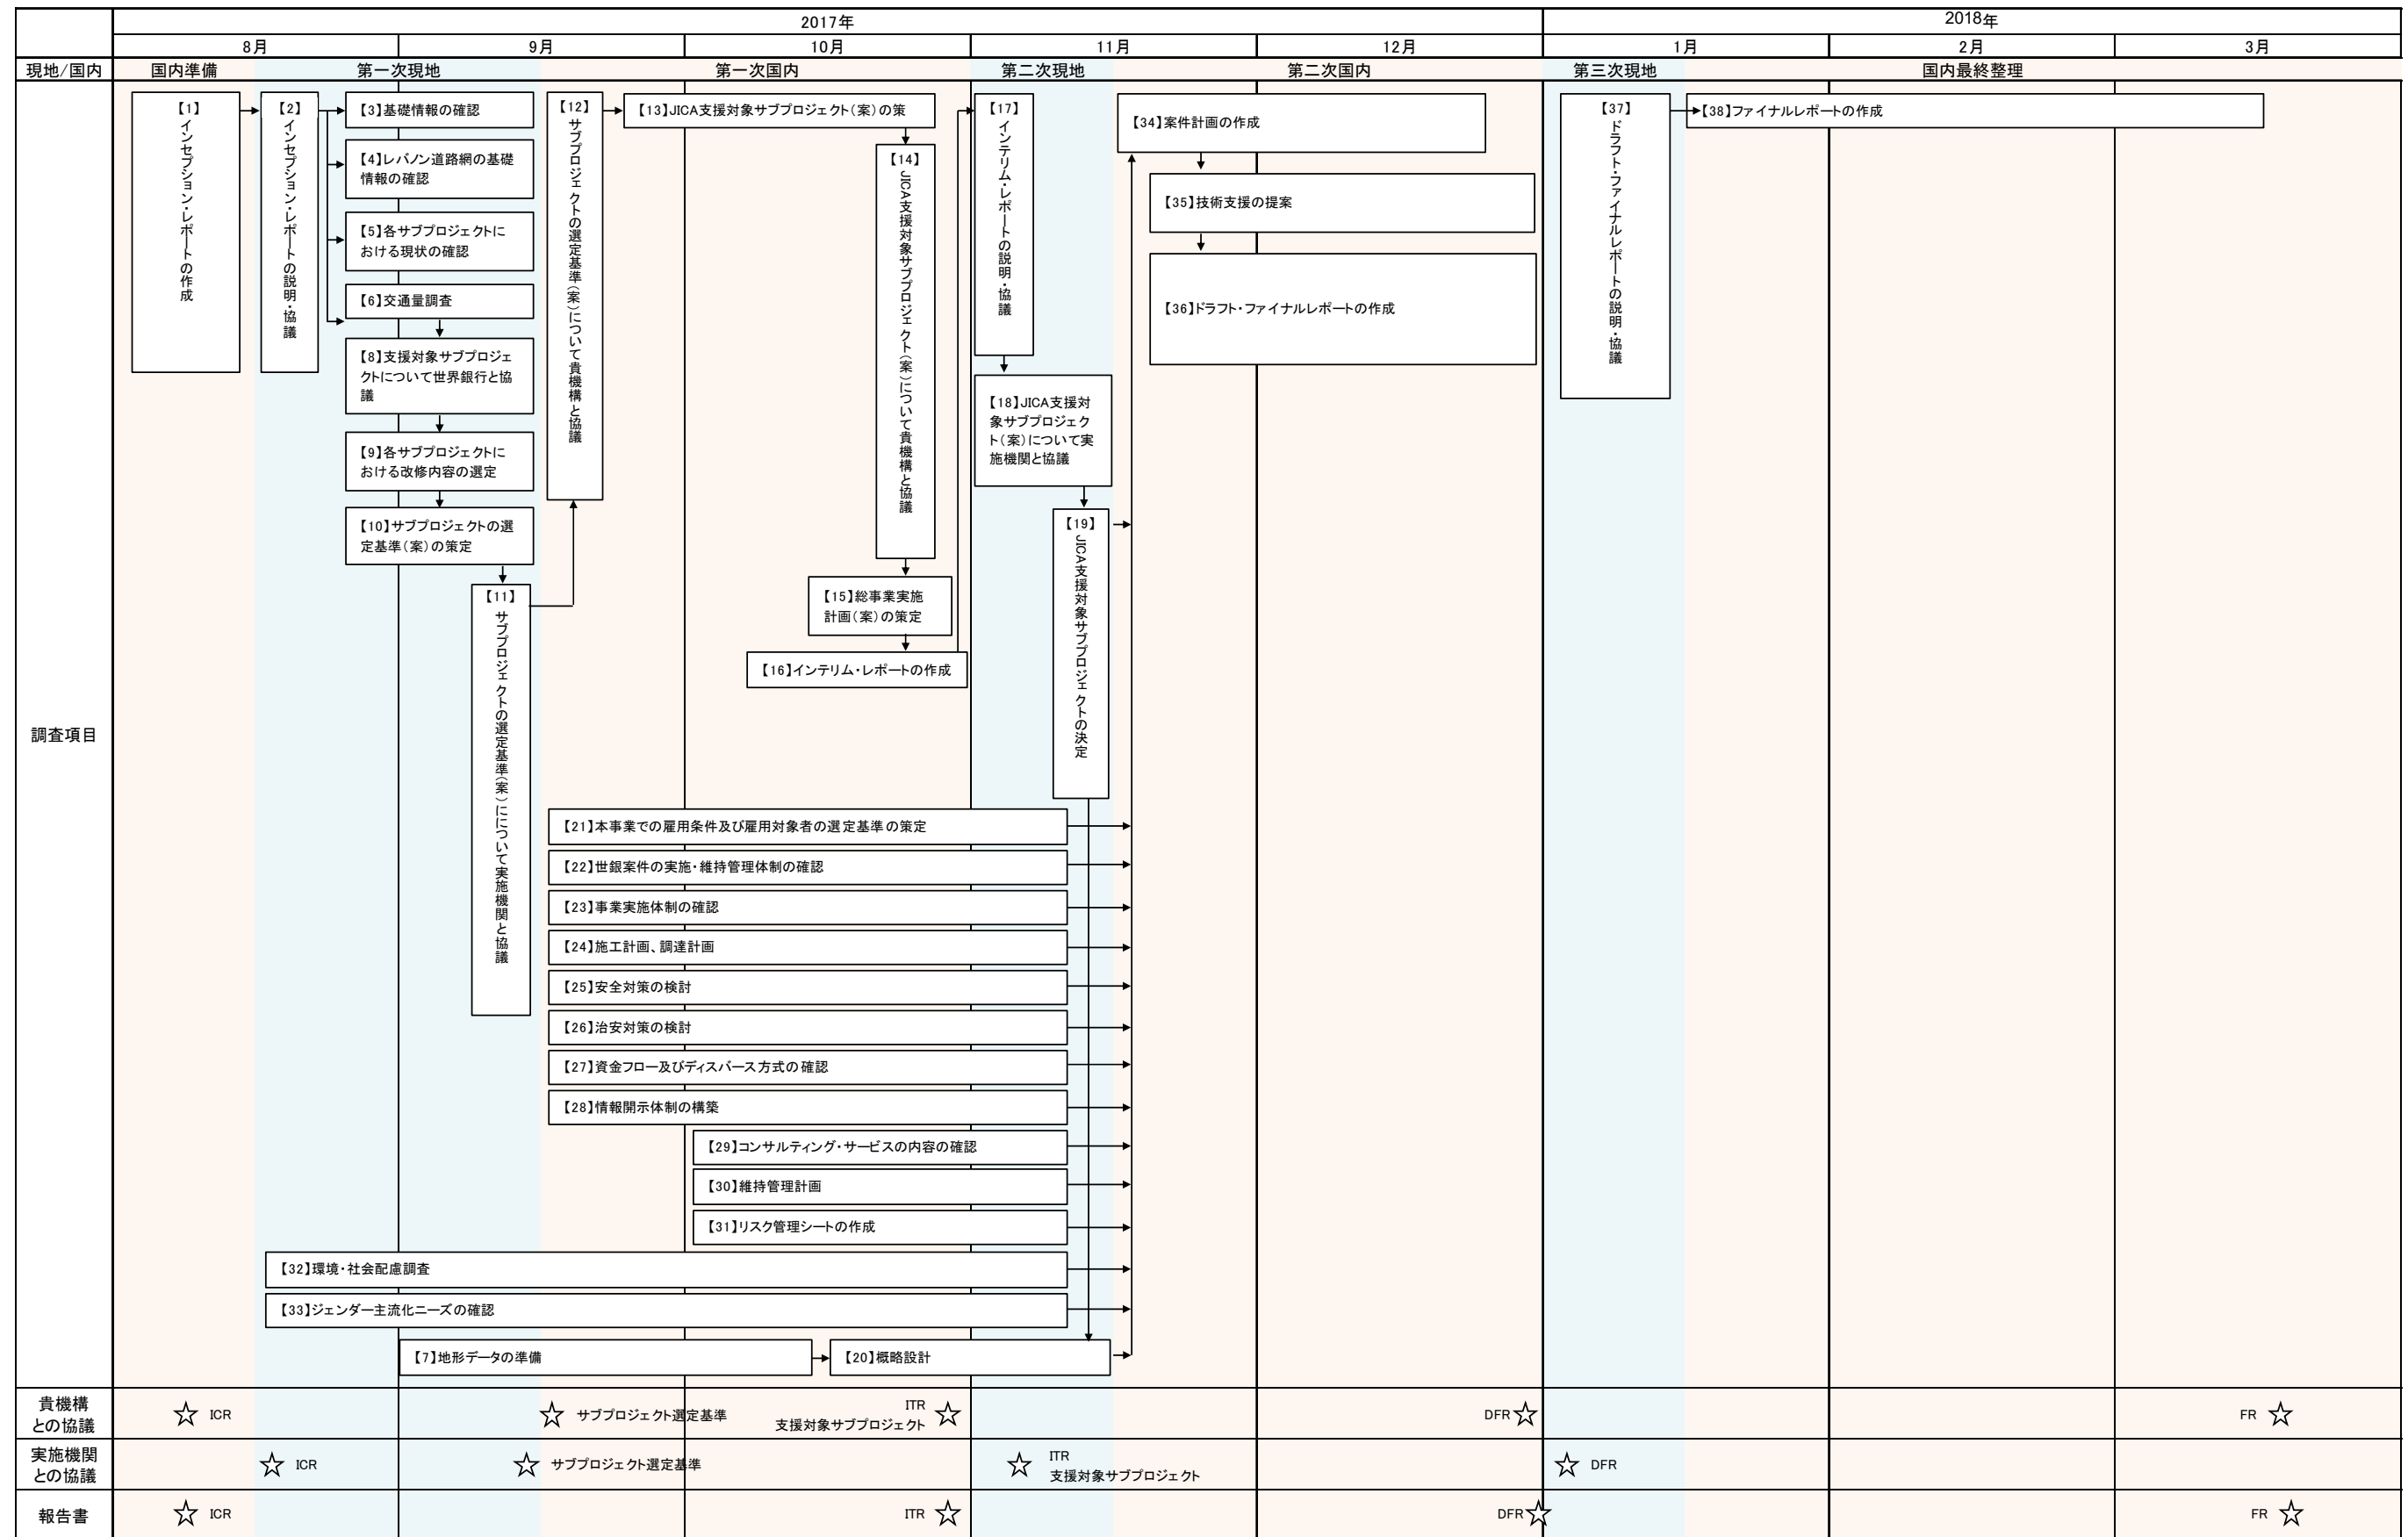 2017年
2018年
8月
9月
10月
11月
12月
1月
2月
3月
現地/国内
国内準備
第一次現地
第一次国内
第二次現地
第二次国内
第三次現地
国内最終整理
調査項目
【1】
インセプション・レポートの作成
【2】
インセプション・レポートの説明・協議
【3】基礎情報の確認
【4】レバノン道路網の基礎
情報の確認
【5】各サブプロジェクトに
おける現状の確認
【6】交通量調査
【8】支援対象サブプロジェ
クトについて世界銀行と協
議
【9】各サブプロジェクトに
おける改修内容の選定
【10】サブプロジェクトの選
定基準(案)の策定
【11】
サブプロジェクトの選定基準(案)にについて実施機関と協議
【12】
サブプロジェクトの選定基準(案)について貴機構と協議
【13】JICA支援対象サブプロジェクト(案)の策
【14】
JICA支援対象サブプロジェクト(案)について貴機構と協議
【15】総事業実施
計画(案)の策定
【16】インテリム・レポートの作成
【17】
インテリム・レポートの説明・協議
【18】JICA支援対
象サブプロジェク
ト(案)について実
施機関と協議
【19】
JICA支援対象サブプロジェクトの決定
【34】案件計画の作成
【35】技術支援の提案
【36】ドラフト・ファイナルレポートの作成
【37】
ドラフト・ファイナルレポートの説明・協議
【38】ファイナルレポートの作成
【21】本事業での雇用条件及び雇用対象者の選定基準の策定
【22】世銀案件の実施・維持管理体制の確認
【23】事業実施体制の確認
【24】施工計画、調達計画
【25】安全対策の検討
【26】治安対策の検討
【27】資金フロー及びディスバース方式の確認
【28】情報開示体制の構築
【29】コンサルティング・サービスの内容の確認
【30】維持管理計画
【31】リスク管理シートの作成
【32】環境・社会配慮調査
【33】ジェンダー主流化ニーズの確認
【7】地形データの準備
【20】概略設計
貴機構
との協議
ICR
サブプロジェクト選定基準
ITR
支援対象サブプロジェクト
DFR
FR
実施機関
との協議
ICR
サブプロジェクト選定基準
ITR
支援対象サブプロジェクト
DFR
報告書
ICR
ITR
DFR
FR